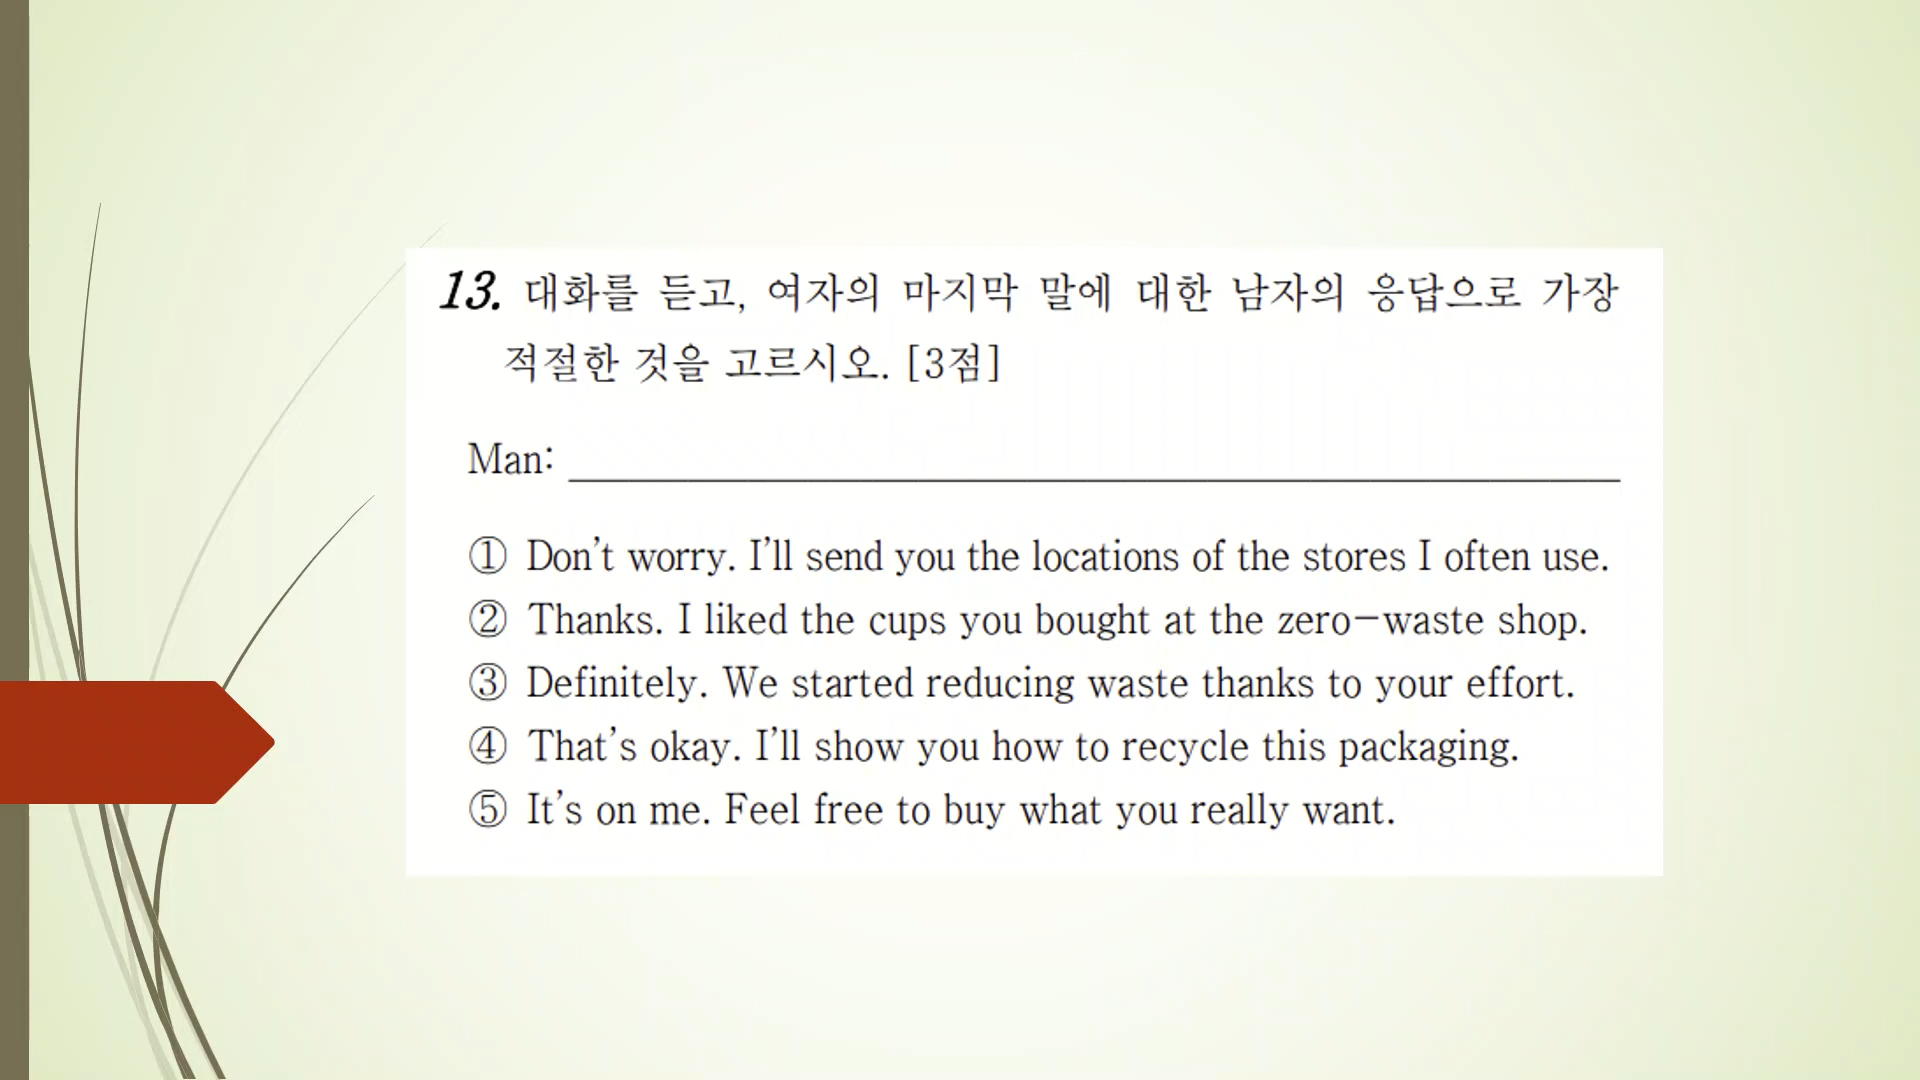 13. 대화를 듣고, 여자의 마지막 말에 대한 남자의 응답으로 가장
적절한 것을 고르시오. [3점]
Man:
① Don't worry. I'll send you the locations of the stores I often use.
② Thanks. I liked the cups you bought at the zero-waste shop.
③ Definitely. We started reducing waste thanks to your effort.
④ That's okay. I'll show you how to recycle this packaging.
⑤ It's on me. Feel free to buy what you really want.